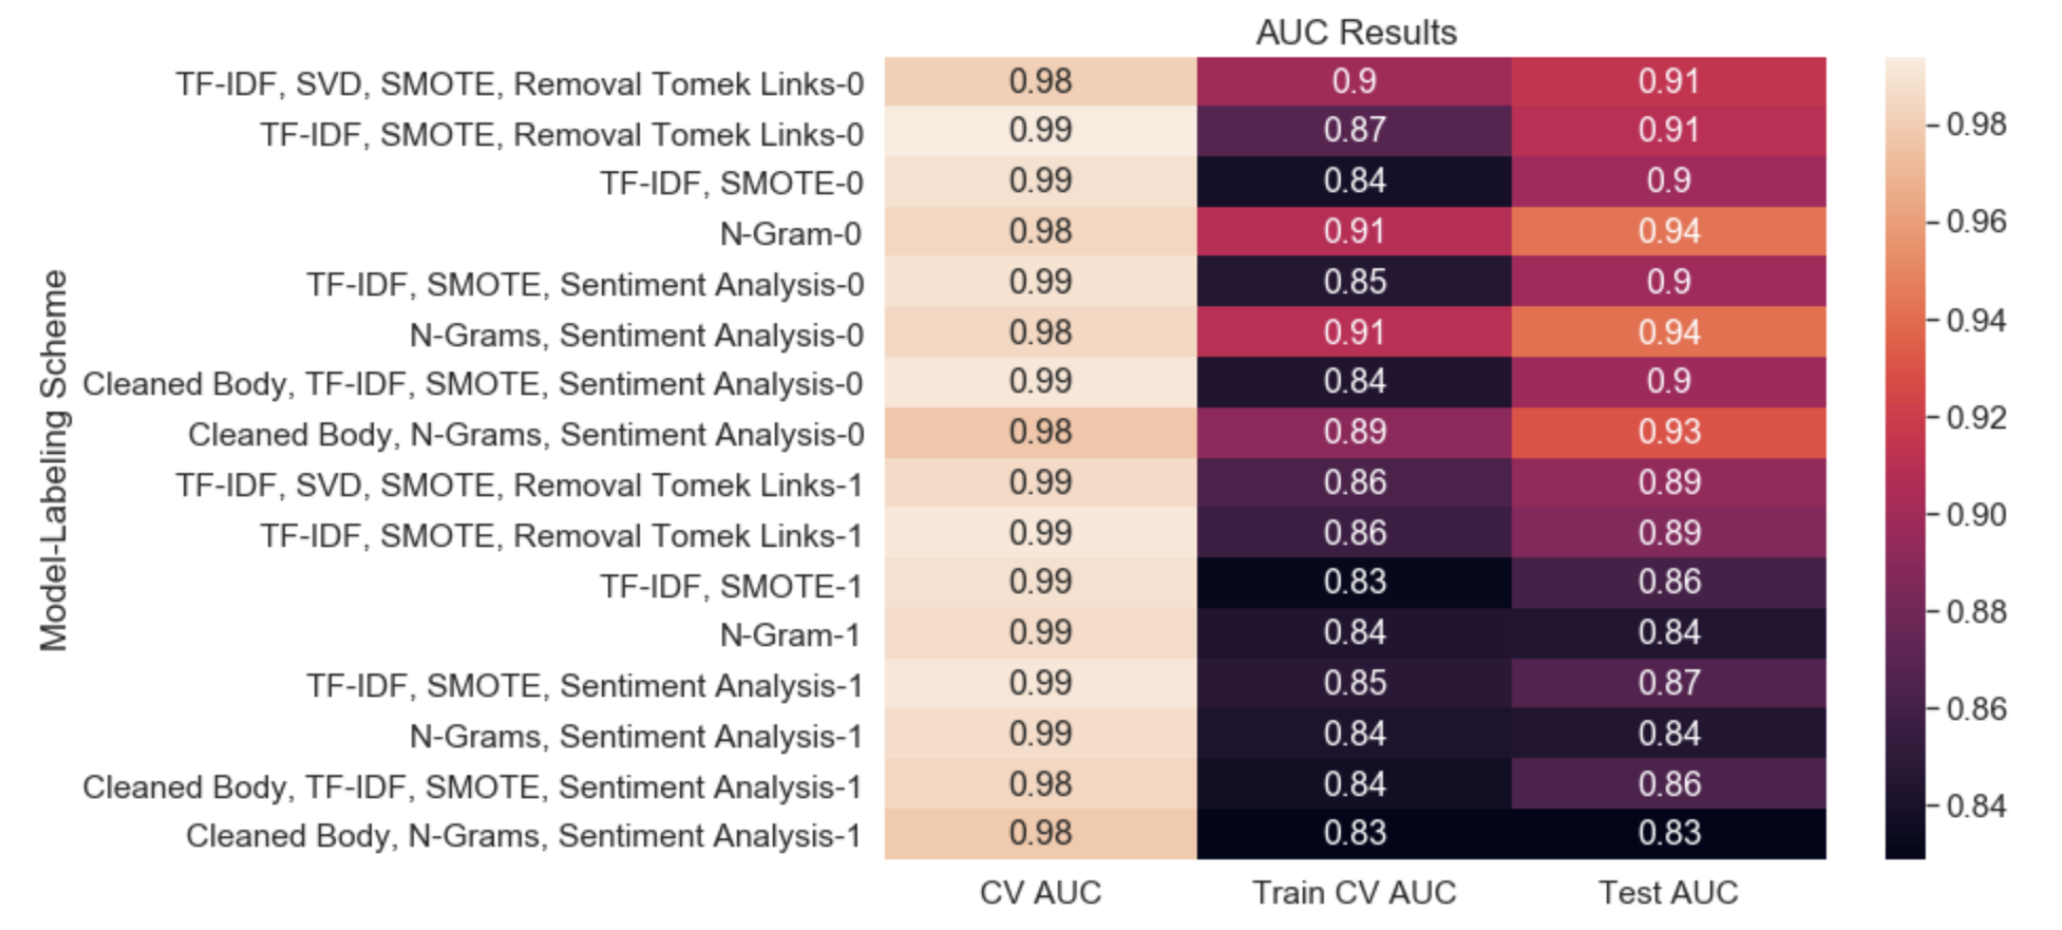 AUC Results
Model-Labeling Scheme
TF-IDF, SVD, SMOTE, Removal Tomek Links-0 0.98 0.9 0.91
TF-IDF, SMOTE, Removal Tomek Links-0 0.99 0.87 0.91
TF-IDF, SMOTE-0 0.99 0.84 0.9
N-Gram-0 0.98 0.91 0.94
TF-IDF, SMOTE, Sentiment Analysis-0 0.99 0.85 0.9
N-Grams, Sentiment Analysis-0 0.98 0.91 0.94
Cleaned Body, TF-IDF, SMOTE, Sentiment Analysis-0 0.99 0.84 0.9
Cleaned Body, N-Grams, Sentiment Analysis-0 0.98 0.89 0.93
TF-IDF, SVD, SMOTE, Removal Tomek Links-1 0.99 0.86 0.89
TF-IDF, SMOTE, Removal Tomek Links-1 0.99 0.86 0.89
TF-IDF, SMOTE-1 0.99 0.83 0.86
N-Gram-1 0.99 0.84 0.84
TF-IDF, SMOTE, Sentiment Analysis-1 0.99 0.85 0.87
N-Grams, Sentiment Analysis-1 0.99 0.84 0.84
Cleaned Body, TF-IDF, SMOTE, Sentiment Analysis-1 0.98 0.84 0.86
Cleaned Body, N-Grams, Sentiment Analysis-1 0.98 0.83 0.83
CV AUC Train CV AUC Test AUC
0.98
0.96
0.94
0.92
0.90
0.88
0.86
0.84